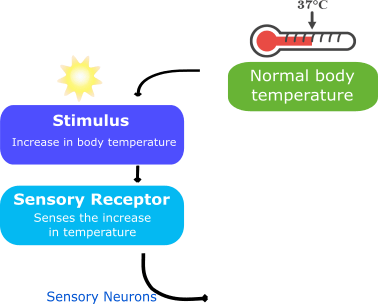 37°C
Normal body
temperature
Stimulus
Increase in body temperature
Sensory Receptor
Senses the increase
in temperature
Sensory Neurons